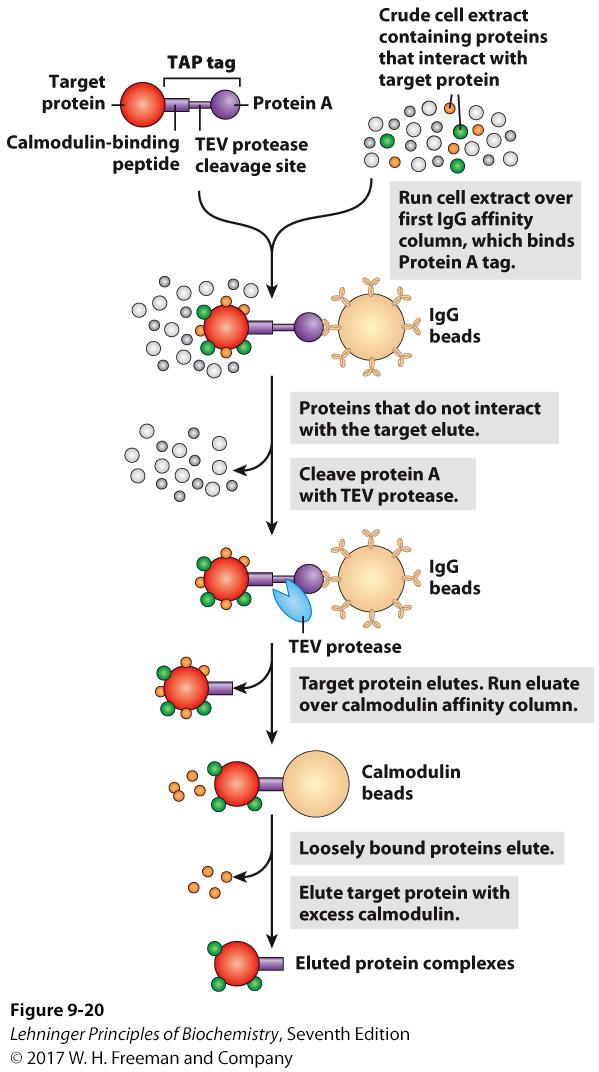 Crude cell extract
containing proteins
that interact with
target protein
TAP tag
Target
protein
Protein A
Calmodulin-binding
peptide
TEV protease
cleavage site
Run cell extract over
first IgG affinity
column, which binds
Protein A tag.
IgG
beads
Proteins that do not interact
with the target elute.
Cleave protein A
with TEV protease.
IgG
beads
TEV protease
Target protein elutes. Run eluate
over calmodulin affinity column.
Calmodulin
beads
Loosely bound proteins elute.
Elute target protein with
excess calmodulin.
Eluted protein complexes
Figure 9-20
Lehninger Principles of Biochemistry, Seventh Edition
© 2017 W. H. Freeman and Company